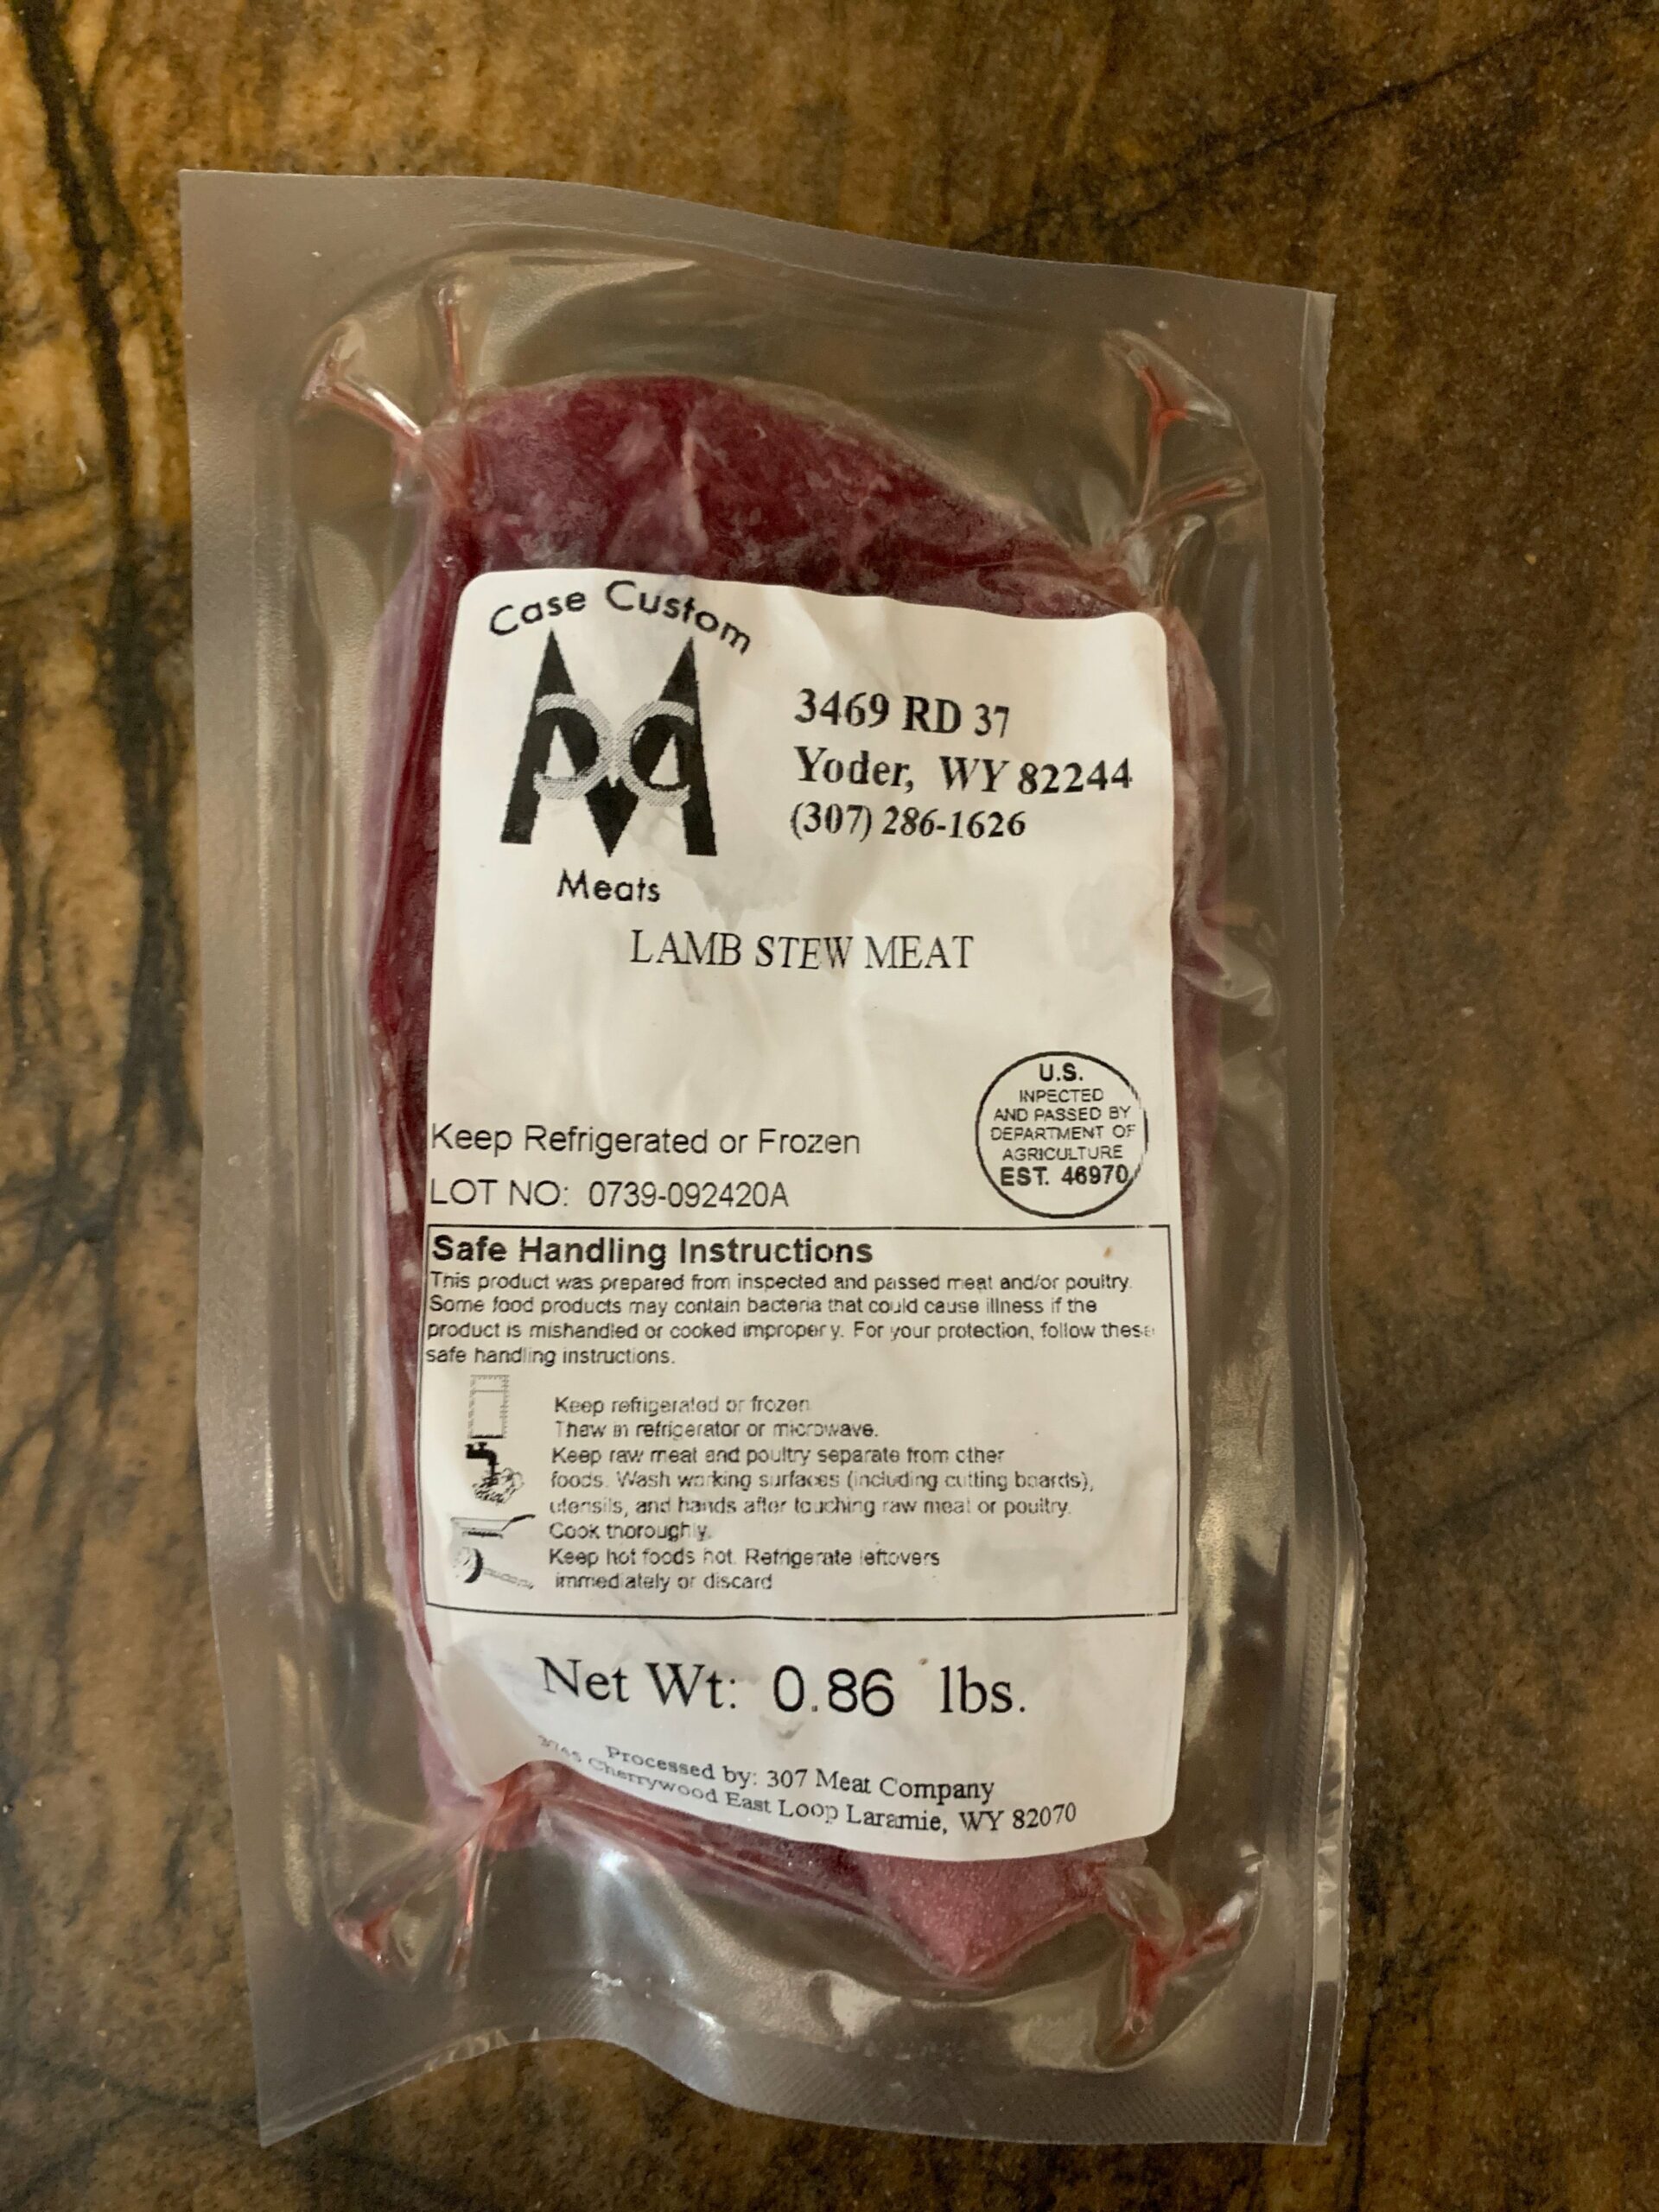 Case Custom
Meats
3469 RD 37
Yoder, WY 82244
(307) 286-1626
LAMB STEW MEAT
U.S.
INPECTED
AND PASSED BY
DEPARTMENT OF
AGRICULTURE
EST. 46970
Keep Refrigerated or Frozen
LOT NO: 0739-092420A
Safe Handling Instructions
This product was prepared from inspected and passed meat and/or poultry.
Some food products may contain bacteria that could cause illness if the
product is mishandled or cooked improperly. For your protection, follow these
safe handling instructions.
Keep refrigerated or frozen.
Thaw in refrigerator or microwave.
Keep raw meat and poultry separate from other
foods. Wash working surfaces (including cutting boards),
utensils, and hands after touching raw meat or poultry.
Cook thoroughly.
Keep hot foods hot. Refrigerate leftovers
immediately or discard
Net Wt: 0.86 lbs.
Processed by: 307 Meat Company
Cherrywood East Loop Laramie, WY 82070